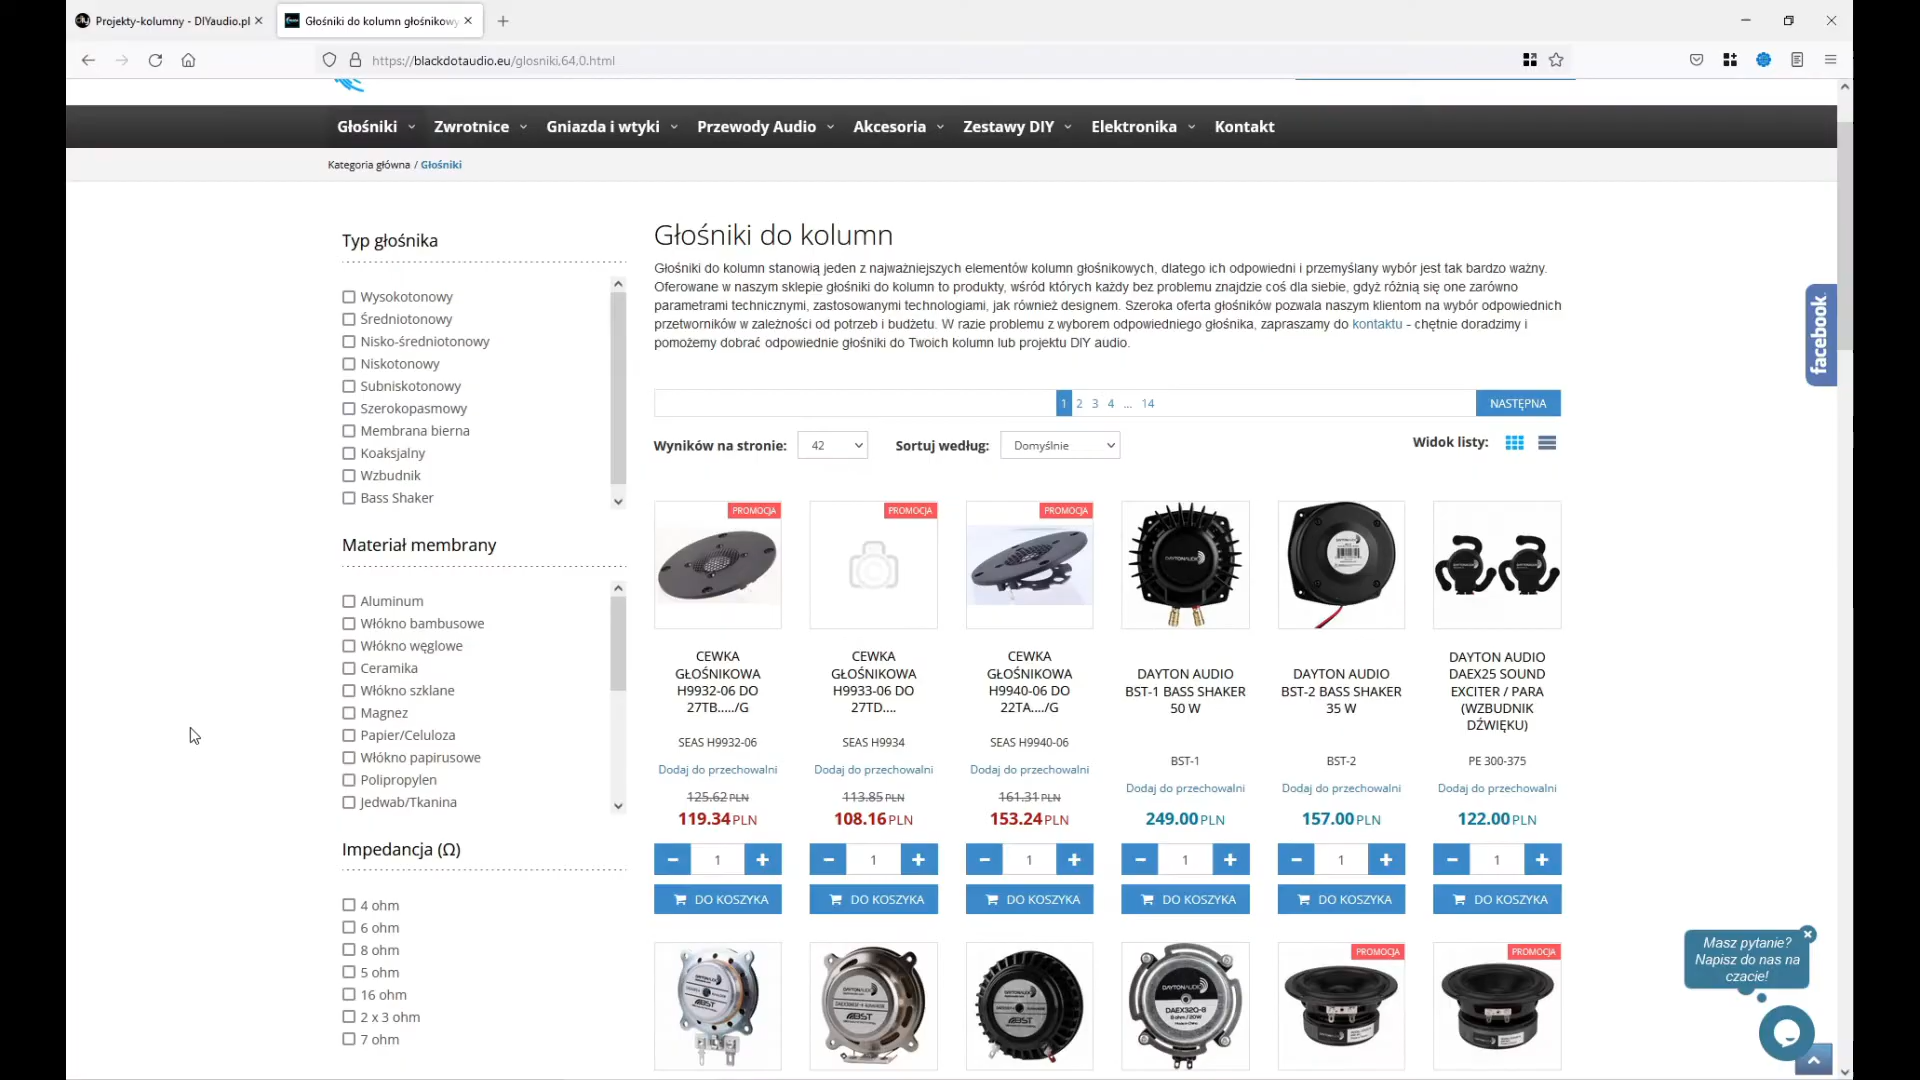 Projekty-kolumny - DIYaudio.pl
Głośniki do kolumn głośnikowy
https://blackdotaudio.eu/glosniki,64,0.html
Głośniki
Zwrotnice
Gniazda i wtyki
Przewody Audio
Akcesoria
Zestawy DIY
Elektronika
Kontakt
Kategoria główna / Głośniki
Typ głośnika
Wysokotonowy
Średniotonowy
Nisko-średniotonowy
Niskotonowy
Subniskotonowy
Szerokopasmowy
Membrana bierna
Koaksjalny
Wzbudnik
Bass Shaker
Materiał membrany
Aluminum
Włókno bambusowe
Włókno węglowe
Ceramika
Włókno szklane
Magnez
Papier/Celuloza
Włókno papirusowe
Polipropylen
Jedwab/Tkanina
Impedancja (Ω)
4 ohm
6 ohm
8 ohm
5 ohm
16 ohm
2 x 3 ohm
7 ohm
Głośniki do kolumn
Głośniki do kolumn stanowią jeden z najważniejszych elementów kolumn głośnikowych, dlatego ich odpowiedni i przemyślany wybór jest tak bardzo ważny.
Oferowane w naszym sklepie głośniki do kolumn to produkty, wśród których każdy bez problemu znajdzie coś dla siebie, gdyż różnią się one zarówno
parametrami technicznymi, zastosowanymi technologiami, jak również designem. Szeroka oferta głośników pozwala naszym klientom na wybór odpowiednich
przetworników w zależności od potrzeb i budżetu. W razie problemu z wyborem odpowiedniego głośnika, zapraszamy do kontaktu - chętnie doradzimy i
pomożemy dobrać odpowiednie głośniki do Twoich kolumn lub projektu DIY audio.
1 2 3 4 ... 14
NASTĘPNA
Wyników na stronie: 42
Sortuj według: Domyślnie
Widok listy:
PROMOCJA
CEWKA
GŁOŚNIKOWA
H9932-06 DO
27TB...../G
SEAS H9932-06
Dodaj do przechowalni
125.62 PLN
119.34 PLN
1
DO KOSZYKA
PROMOCJA
CEWKA
GŁOŚNIKOWA
H9933-06 DO
27TD....
SEAS H9934
Dodaj do przechowalni
113.85 PLN
108.16 PLN
1
DO KOSZYKA
PROMOCJA
CEWKA
GŁOŚNIKOWA
H9940-06 DO
22TA..../G
SEAS H9940-06
Dodaj do przechowalni
161.31 PLN
153.24 PLN
1
DO KOSZYKA
DAYTON AUDIO
BST-1 BASS SHAKER
50 W
BST-1
Dodaj do przechowalni
249.00 PLN
1
DO KOSZYKA
DAYTON AUDIO
BST-2 BASS SHAKER
35 W
BST-2
Dodaj do przechowalni
157.00 PLN
1
DO KOSZYKA
DAYTON AUDIO
DAEX25 SOUND
EXCITER / PARA
(WZBUDNIK
DŹWIĘKU)
PE 300-375
Dodaj do przechowalni
122.00 PLN
1
DO KOSZYKA
DAYTON AUDIO
DAEX32Q-8
8 ohm / 20W
PROMOCJA
PROMOCJA
facebook
Masz pytanie?
Napisz do nas na
czacie!